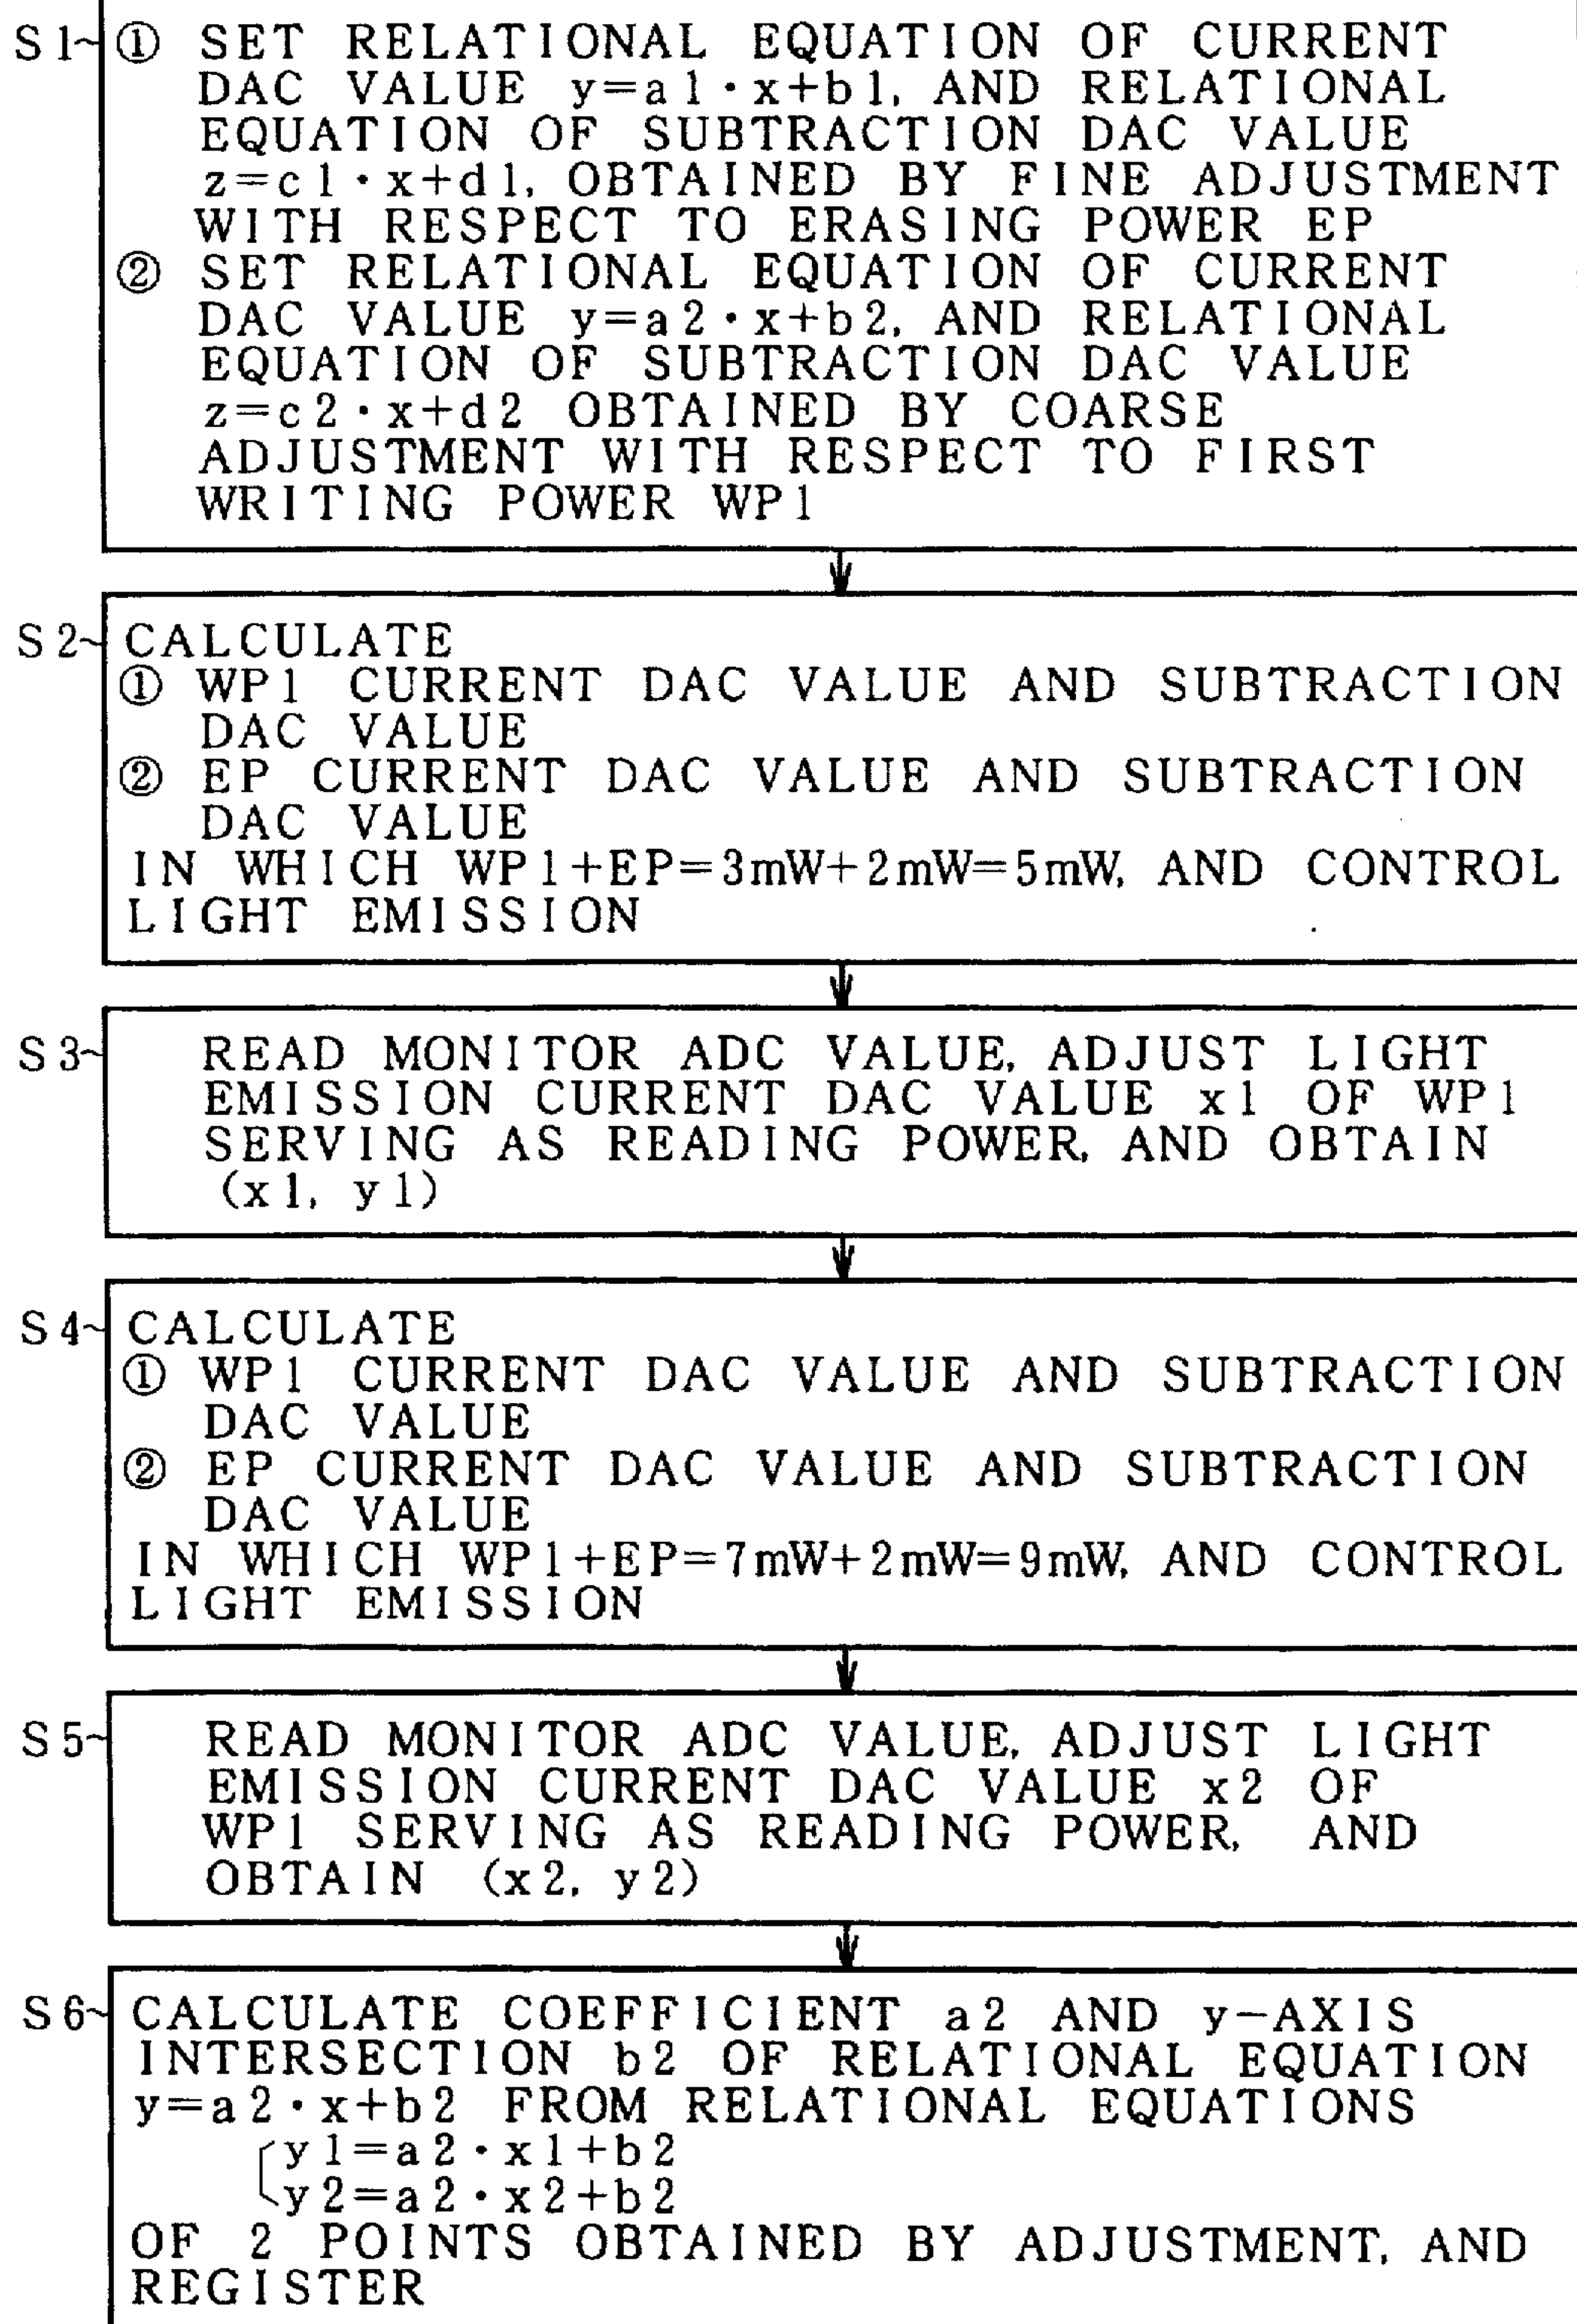 S1~ ① SET RELATIONAL EQUATION OF CURRENT
DAC VALUE y=a1・x+b1, AND RELATIONAL
EQUATION OF SUBTRACTION DAC VALUE
z=c1・x+d1, OBTAINED BY FINE ADJUSTMENT
WITH RESPECT TO ERASING POWER EP
② SET RELATIONAL EQUATION OF CURRENT
DAC VALUE y=a2・x+b2, AND RELATIONAL
EQUATION OF SUBTRACTION DAC VALUE
z=c2・x+d2 OBTAINED BY COARSE
ADJUSTMENT WITH RESPECT TO FIRST
WRITING POWER WP1
S2~ CALCULATE
① WP1 CURRENT DAC VALUE AND SUBTRACTION
DAC VALUE
② EP CURRENT DAC VALUE AND SUBTRACTION
DAC VALUE
IN WHICH WP1+EP=3mW+2mW=5mW, AND CONTROL
LIGHT EMISSION
S3~ READ MONITOR ADC VALUE, ADJUST LIGHT
EMISSION CURRENT DAC VALUE x1 OF WP1
SERVING AS READING POWER, AND OBTAIN
(x1, y1)
S4~ CALCULATE
① WP1 CURRENT DAC VALUE AND SUBTRACTION
DAC VALUE
② EP CURRENT DAC VALUE AND SUBTRACTION
DAC VALUE
IN WHICH WP1+EP=7mW+2mW=9mW, AND CONTROL
LIGHT EMISSION
S5~ READ MONITOR ADC VALUE, ADJUST LIGHT
EMISSION CURRENT DAC VALUE x2 OF
WP1 SERVING AS READING POWER, AND
OBTAIN (x2, y2)
S6~ CALCULATE COEFFICIENT a2 AND y-AXIS
INTERSECTION b2 OF RELATIONAL EQUATION
y=a2・x+b2 FROM RELATIONAL EQUATIONS
y1=a2・x1+b2
y2=a2・x2+b2
OF 2 POINTS OBTAINED BY ADJUSTMENT, AND
REGISTER